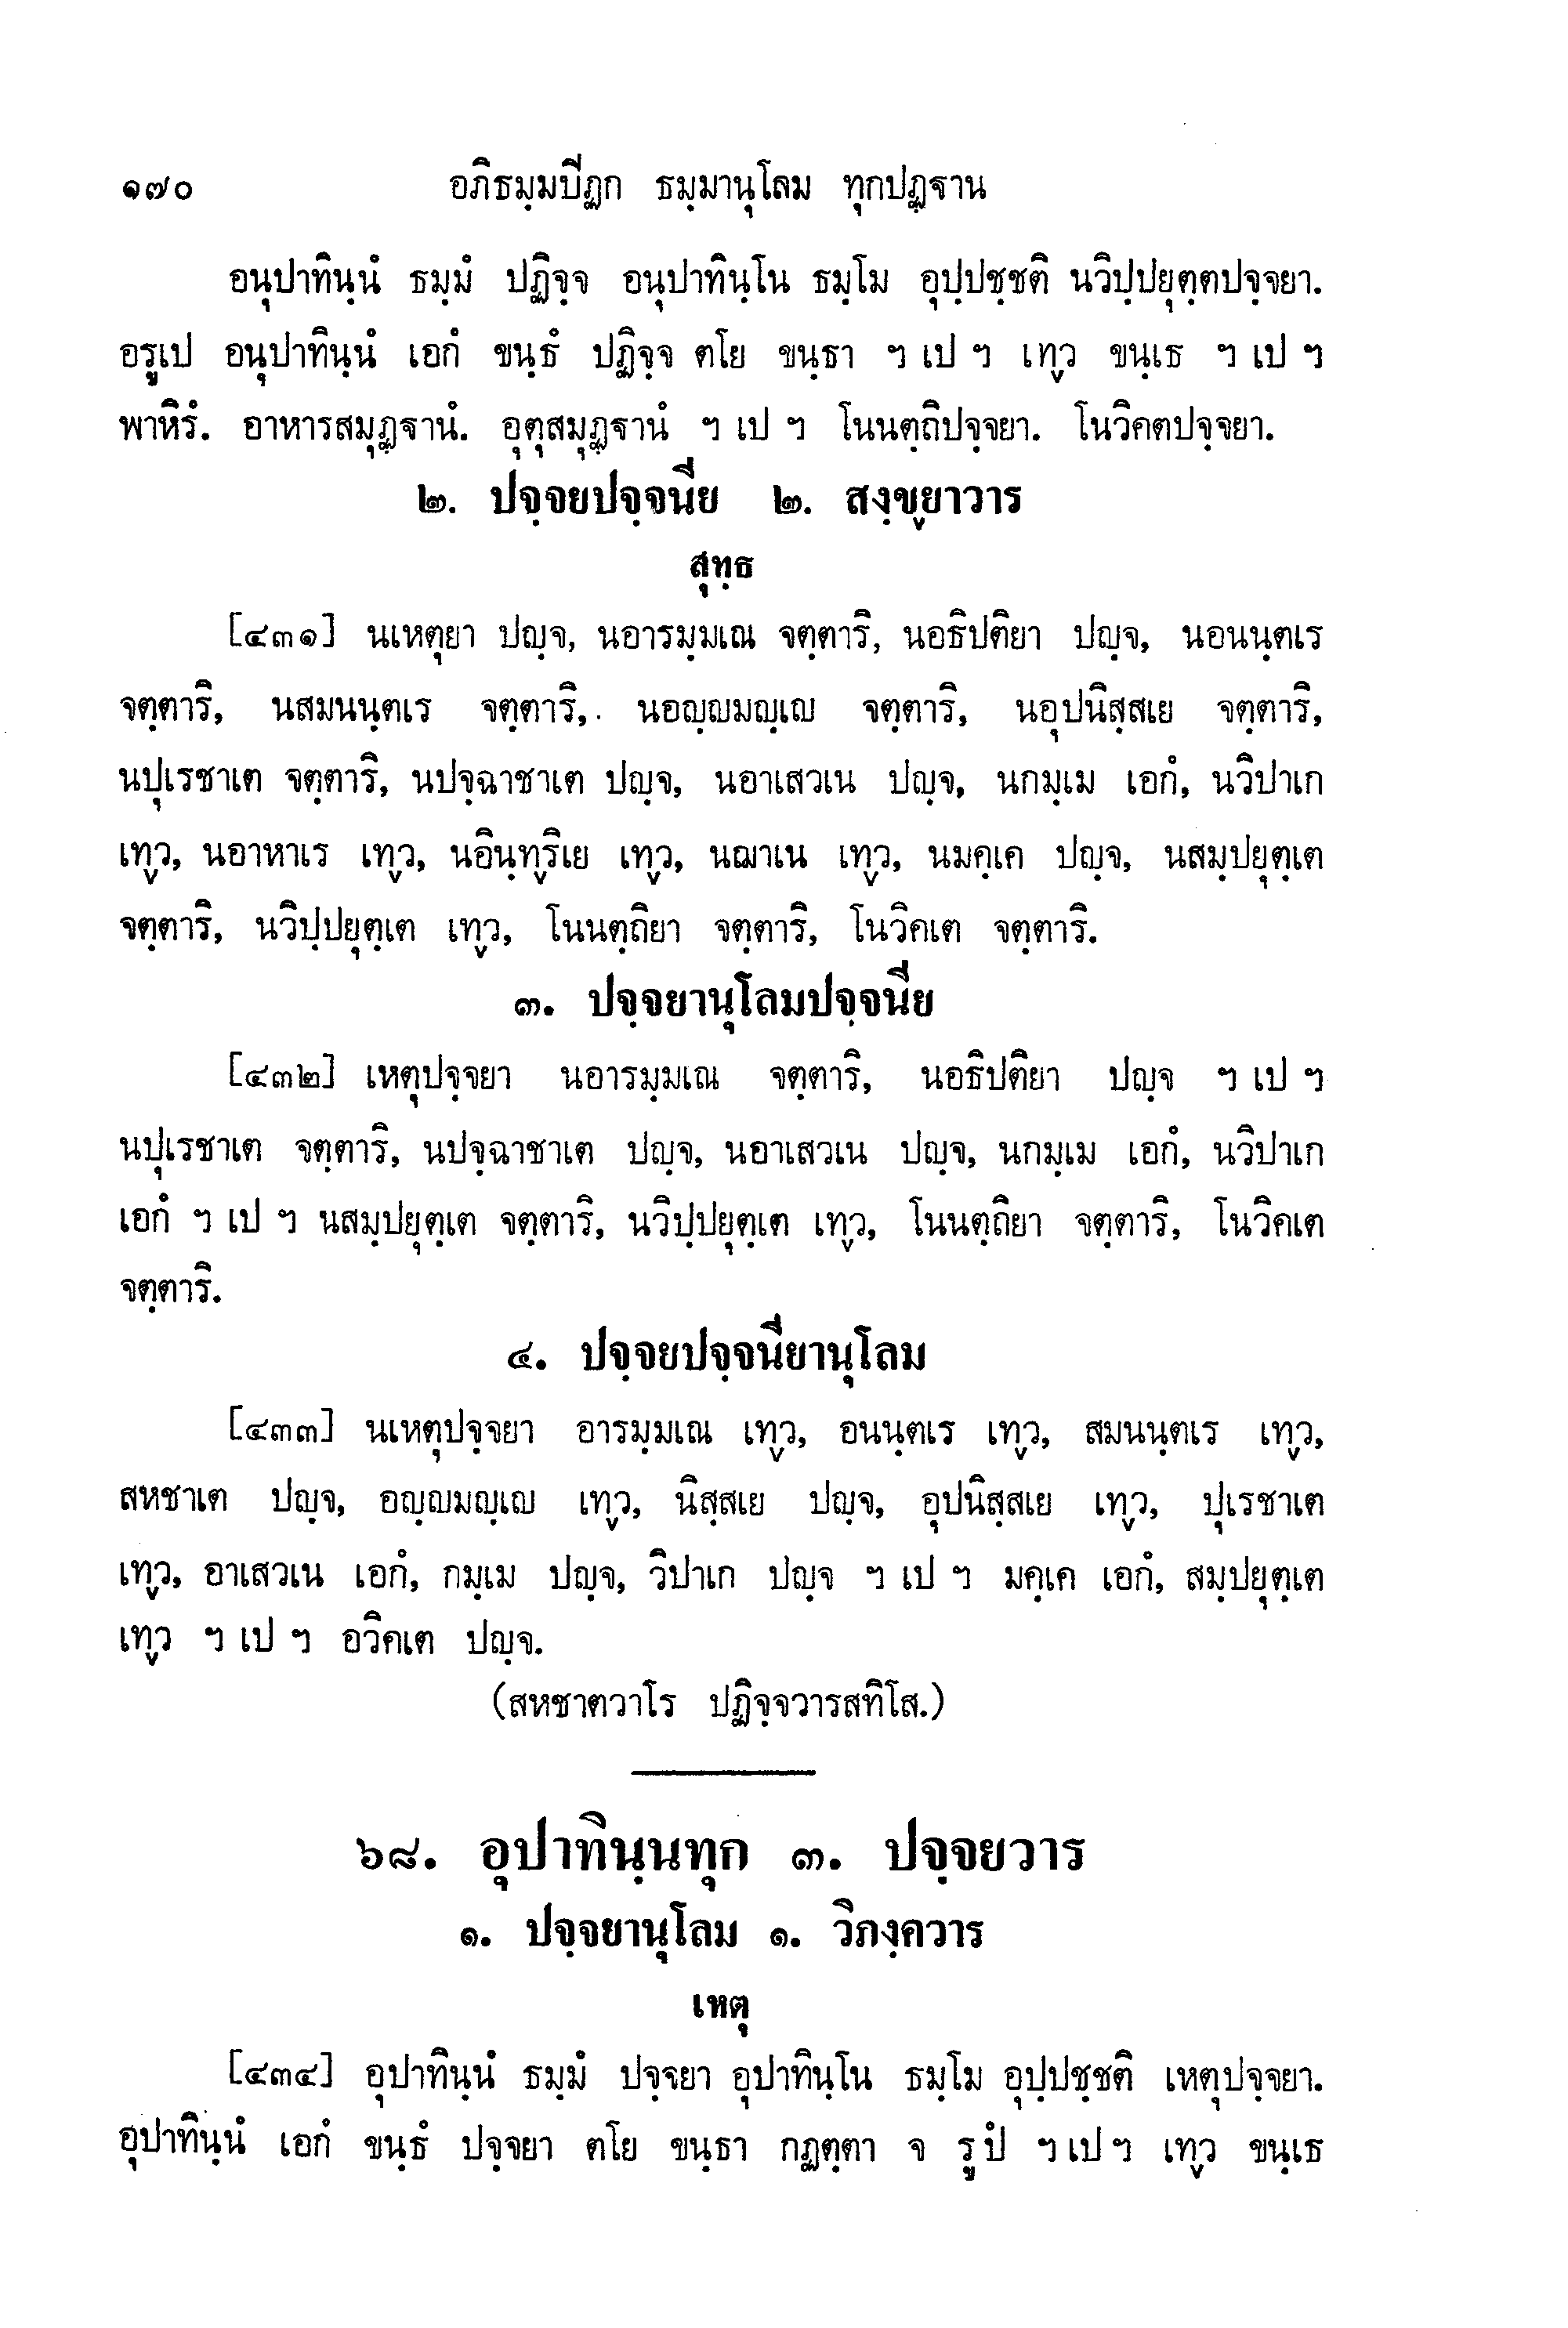 ๑๗๐ อภิธมฺมปิฏก ธมฺมานุโลม ทุกปฏฺฐาน
อนุปาทินฺนํ ธมฺมํ ปฏิจฺจ อนุปาทินฺโน ธมฺโม อุปฺปชฺชติ นวิปฺปยุตฺตปจฺจยา.
อรูเป อนุปาทินฺนํ เอกํ ขนฺธํ ปฏิจฺจ ตโย ขนฺธา ฯ เป ฯ เทฺว ขนฺเธ ฯ เป ฯ
พาหิรํ. อาหารสมุฏฺฐานํ. อุตุสมุฏฺฐานํ ฯ เป ฯ โนนตฺถิปจฺจยา. โนวิคตปจฺจยา.
๒. ปจฺจยปจฺจนีย ๒. สงฺขฺยาวาร
สุทฺธ
[๔๓๑] นเหตุยา ปญฺจ, นอารมฺมเณ จตฺตาริ, นอธิปติยา ปญฺจ, นอนนฺตเร
จตฺตาริ, นสมนนฺตเร จตฺตาริ, นอญฺญมญฺเญ จตฺตาริ, นอุปนิสฺสเย จตฺตาริ,
นปุเรชาเต จตฺตาริ, นปจฺฉาชาเต ปญฺจ, นอาเสวเน ปญฺจ, นกมฺเม เอกํ, นวิปาเก
เทฺว, นอาหาเร เทฺว, นอินฺทฺริเย เทฺว, นฌาเน เทฺว, นมคฺเค ปญฺจ, นสมฺปยุตฺเต
จตฺตาริ, นวิปฺปยุตฺเต เทฺว, โนนตฺถิยา จตฺตาริ, โนวิคเต จตฺตาริ.
๓. ปจฺจยานุโลมปจฺจนีย
[๔๓๒] เหตุปจฺจยา นอารมฺมเณ จตฺตาริ, นอธิปติยา ปญฺจ ฯ เป ฯ
นปุเรชาเต จตฺตาริ, นปจฺฉาชาเต ปญฺจ, นอาเสวเน ปญฺจ, นกมฺเม เอกํ, นวิปาเก
เอกํ ฯ เป ฯ นสมฺปยุตฺเต จตฺตาริ, นวิปฺปยุตฺเต เทฺว, โนนตฺถิยา จตฺตาริ, โนวิคเต
จตฺตาริ.
๔. ปจฺจยปจฺจนียานุโลม
[๔๓๓] นเหตุปจฺจยา อารมฺมเณ เทฺว, อนนฺตเร เทฺว, สมนนฺตเร เทฺว,
สหชาเต ปญฺจ, อญฺญมญฺเญ เทฺว, นิสฺสเย ปญฺจ, อุปนิสฺสเย เทฺว, ปุเรชาเต
เทฺว, อาเสวเน เอกํ, กมฺเม ปญฺจ, วิปาเก ปญฺจ ฯ เป ฯ มคฺเค เอกํ, สมฺปยุตฺเต
เทฺว ฯ เป ฯ อวิคเต ปญฺจ.
(สหชาตวาโร ปฏิจฺจวารสทิโส.)
๖๘. อุปาทินฺนทุก ๓. ปจฺจยวาร
๑. ปจฺจยานุโลม ๑. วิภงฺควาร
เหตุ
[๔๓๔] อุปาทินฺนํ ธมฺมํ ปจฺจยา อุปาทินฺโน ธมฺโม อุปฺปชฺชติ เหตุปจฺจยา.
อุปาทินฺนํ เอกํ ขนฺธํ ปจฺจยา ตโย ขนฺธา กฏตฺตา จ รูปํ ฯ เป ฯ เทฺว ขนฺเธ